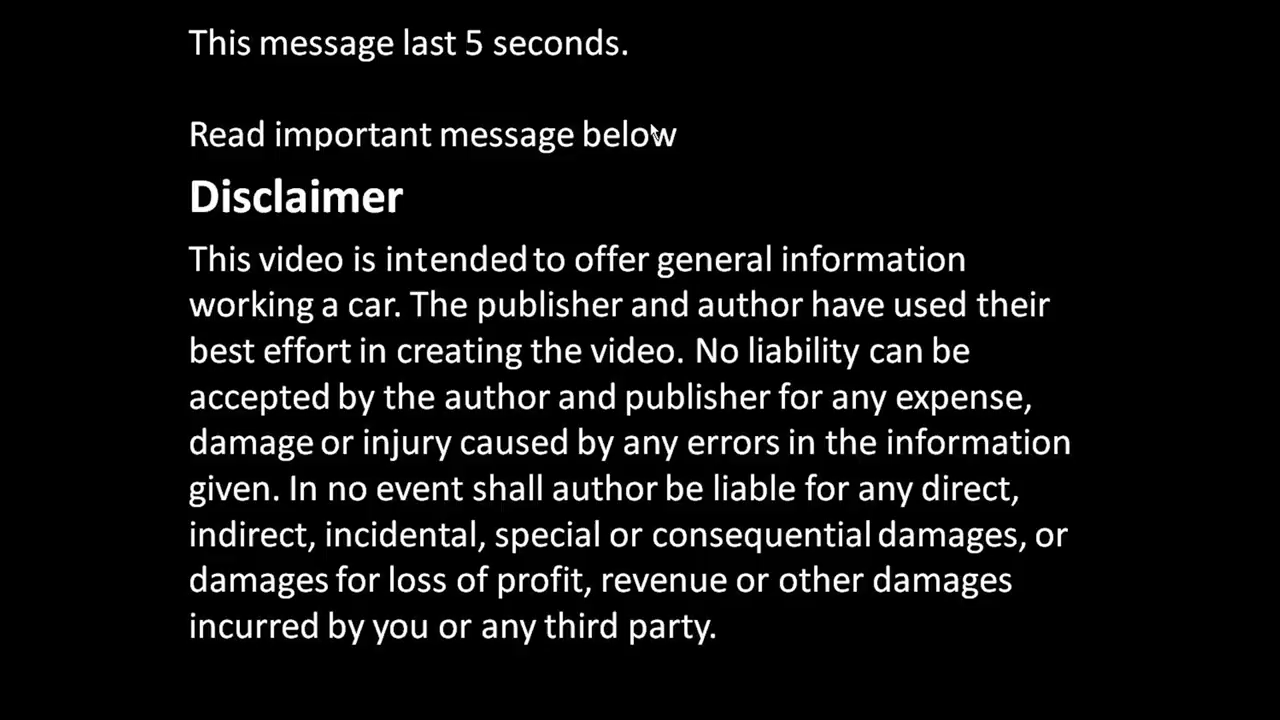 This message last 5 seconds.
Read important message below
Disclaimer
This video is intended to offer general information
working a car. The publisher and author have used their
best effort in creating the video. No liability can be
accepted by the author and publisher for any expense,
damage or injury caused by any errors in the information
given. In no event shall author be liable for any direct,
indirect, incidental, special or consequential damages, or
damages for loss of profit, revenue or other damages
incurred by you or any third party.